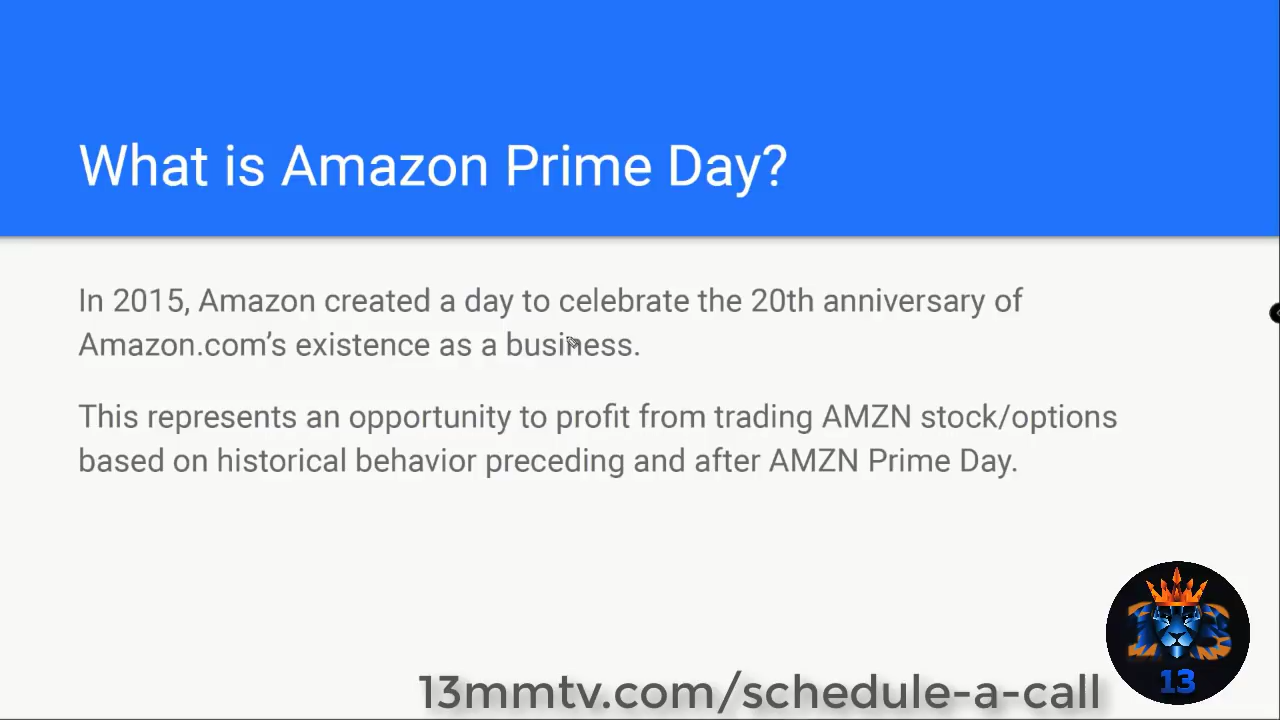 What is Amazon Prime Day?
In 2015, Amazon created a day to celebrate the 20th anniversary of
Amazon.com’s existence as a business.
This represents an opportunity to profit from trading AMZN stock/options
based on historical behavior preceding and after AMZN Prime Day.
13
13
13mmtv.com/schedule-a-call